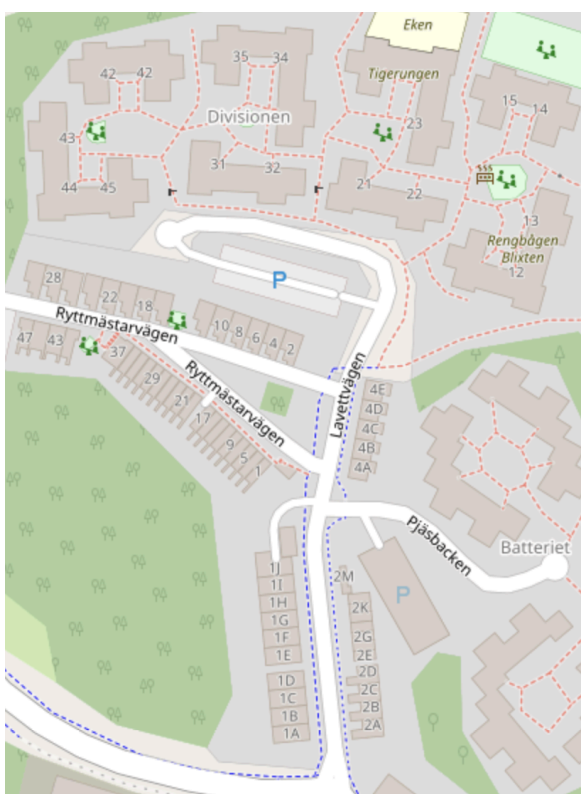 Eken
35 34
42 42
Tigerungen
15 14
Divisionen
23
43
31 32
44 45
21 22
13
Rengbågen
Blixten
12
P
28
22
18
Ryttmästarvägen
10 8 6 4 2
47 43
37
29
21
17
9
5
1
Ryttmästarvägen
Lavettvägen
4E
4D
4C
4B
4A
Pjäsbacken
Batteriet
P
1J
1I
1H
1G
1F
1E
1D
1C
1B
1A
2M
2K
2G
2E
2D
2C
2B
2A